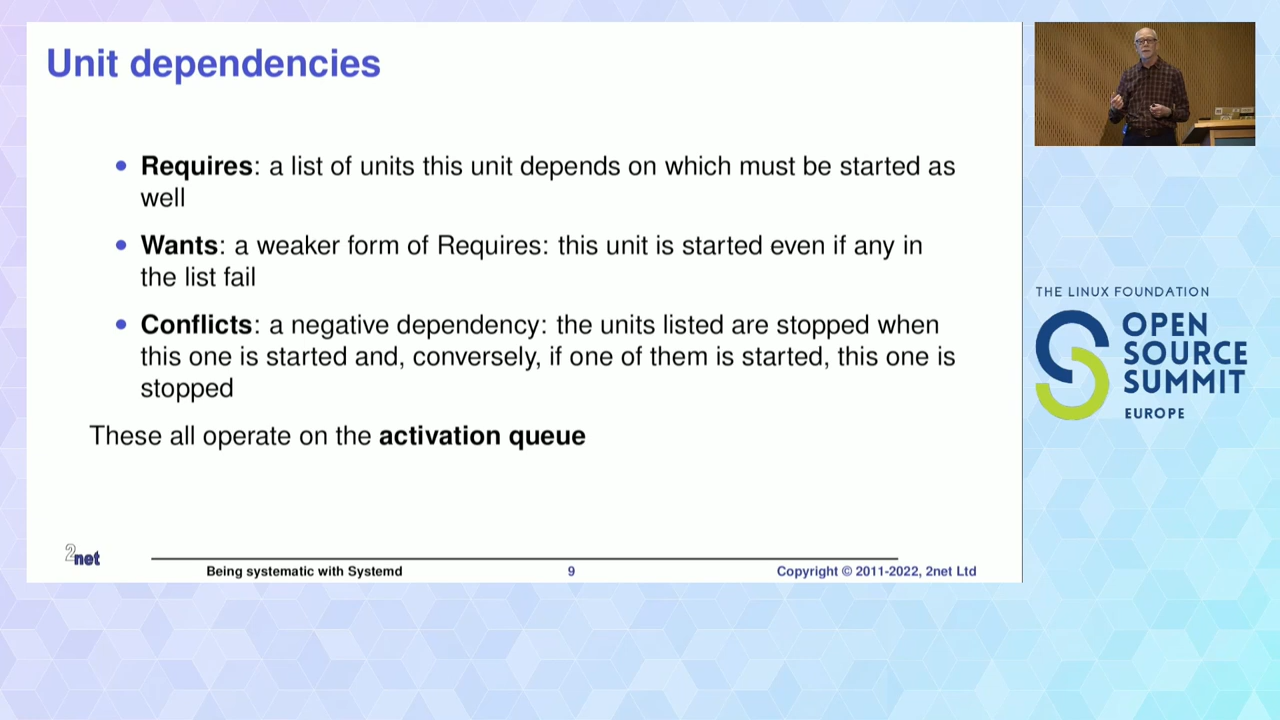 Unit dependencies
• Requires: a list of units this unit depends on which must be started as
well
• Wants: a weaker form of Requires: this unit is started even if any in
the list fail
• Conflicts: a negative dependency: the units listed are stopped when
this one is started and, conversely, if one of them is started, this one is
stopped
These all operate on the activation queue
2net
Being systematic with Systemd
9
Copyright © 2011-2022, 2net Ltd
THE LINUX FOUNDATION
OPEN
SOURCE
SUMMIT
EUROPE